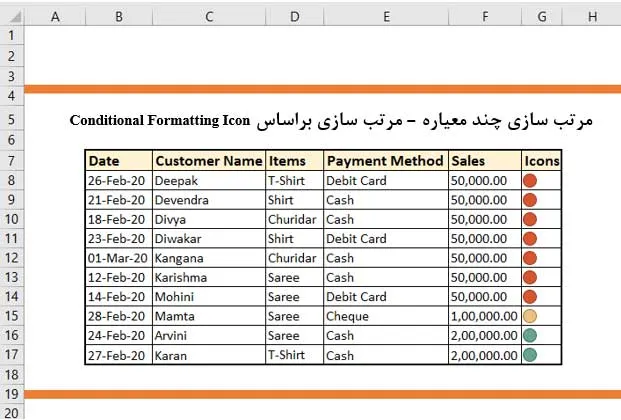 A B C D E F G H
1
2
3
4
5 مرتب سازی چند معیاره - مرتب سازی براساس Conditional Formatting Icon
6
7 Date Customer Name Items Payment Method Sales Icons
8 26-Feb-20 Deepak T-Shirt Debit Card 50,000.00
9 21-Feb-20 Devendra Shirt Cash 50,000.00
10 18-Feb-20 Divya Churidar Cash 50,000.00
11 23-Feb-20 Diwakar Shirt Debit Card 50,000.00
12 01-Mar-20 Kangana Churidar Cash 50,000.00
13 12-Feb-20 Karishma Saree Cash 50,000.00
14 14-Feb-20 Mohini Saree Debit Card 50,000.00
15 28-Feb-20 Mamta Saree Cheque 1,00,000.00
16 24-Feb-20 Arvini Saree Cash 2,00,000.00
17 27-Feb-20 Karan T-Shirt Cash 2,00,000.00
18
19
20